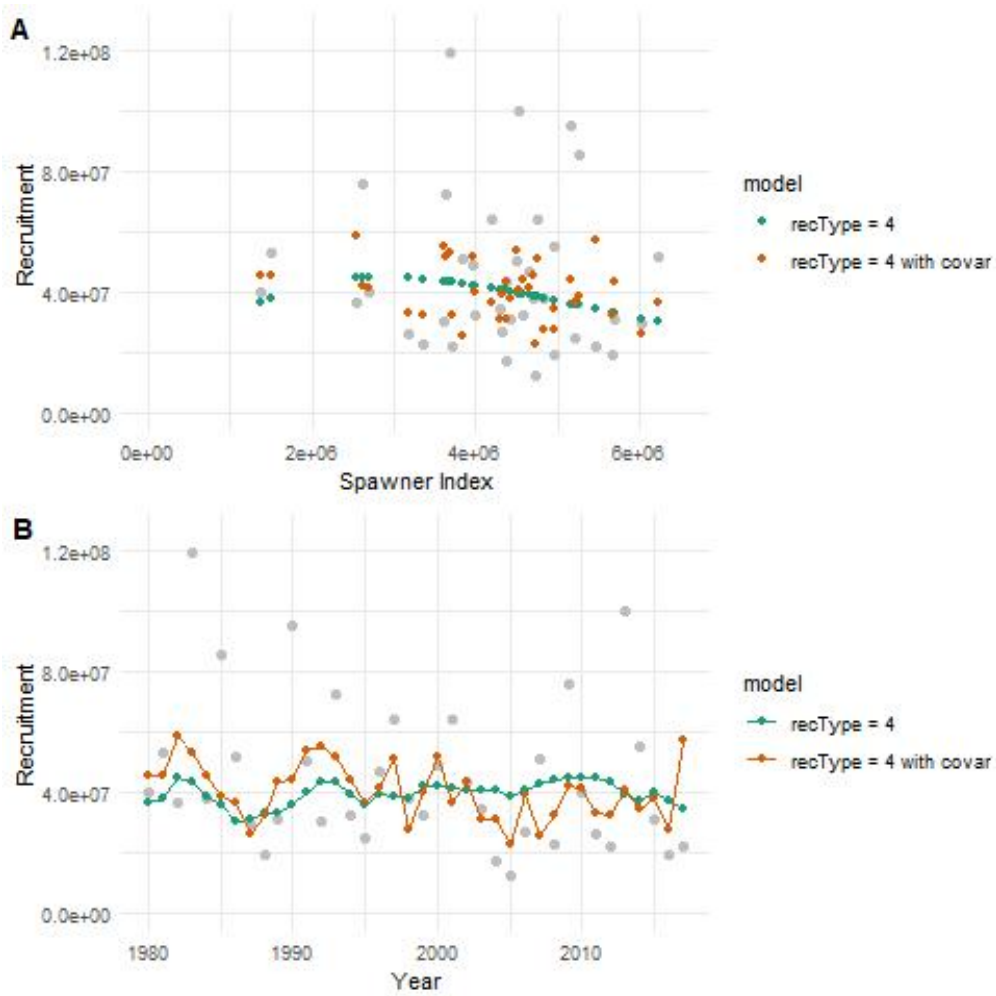 A
1.2e+08
8.0e+07
4.0e+07
0.0e+00
Recruitment
0e+00 2e+06 4e+06 6e+06
Spawner Index
model
recType = 4
recType = 4 with covar
B
1.2e+08
8.0e+07
4.0e+07
0.0e+00
Recruitment
1980 1990 2000 2010
Year
model
recType = 4
recType = 4 with covar